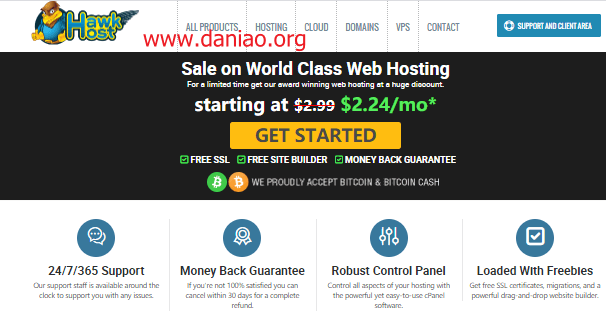 Hawk Host
ALL PRODUCTS HOSTING CLOUD DOMAINS VPS CONTACT
SUPPORT AND CLIENT AREA
www.daniao.org
Sale on World Class Web Hosting
For a limited time get our award winning web hosting at a huge discount.
starting at $2.99 $2.24/mo*
GET STARTED
FREE SSL FREE SITE BUILDER MONEY BACK GUARANTEE
WE PROUDLY ACCEPT BITCOIN & BITCOIN CASH
24/7/365 Support
Our support staff is available around the
clock to support you with any issues.
Money Back Guarantee
If you're not 100% satisfied you can
cancel within 30 days for a complete
refund.
Robust Control Panel
Control all aspects of your hosting with
the powerful yet easy-to-use cPanel
software.
Loaded With Freebies
Get free SSL certificates, migrations, and a
powerful drag-and-drop website builder.